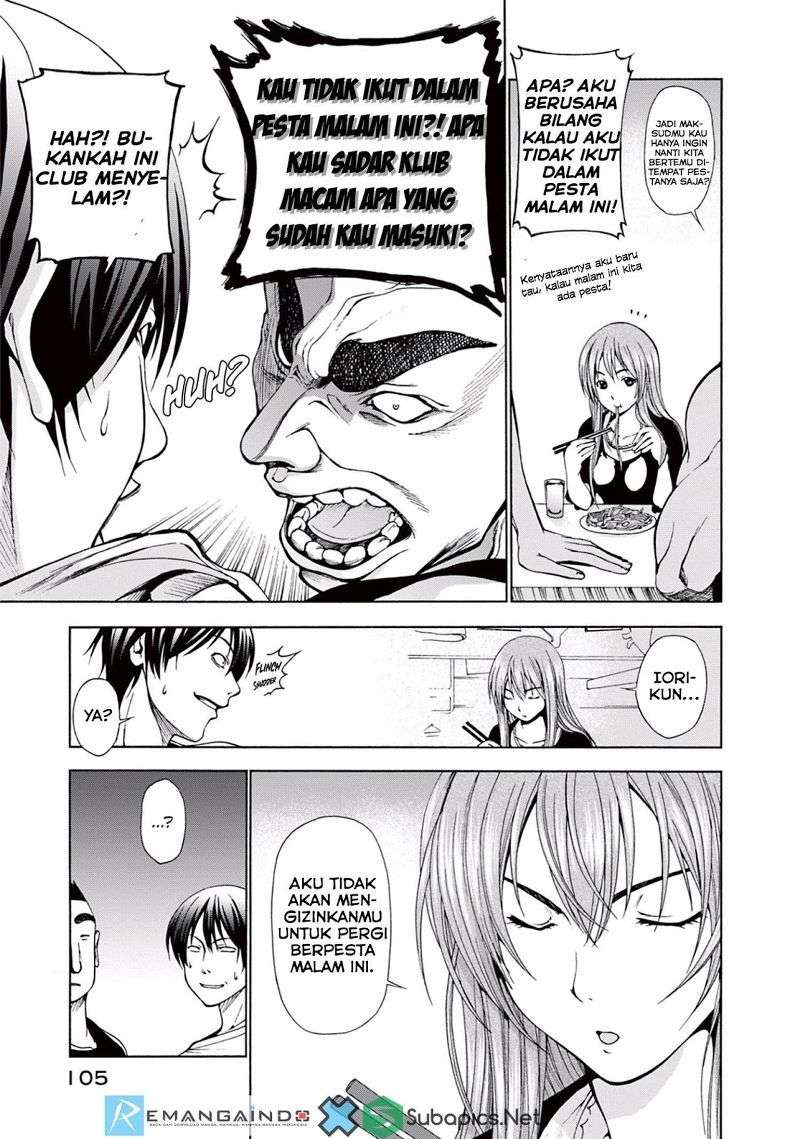 JADI MAK-
SUDMU KAU
HANYA INGIN
NANTI KITA
BERTEMU DI-
TEMPAT PES-
TANYA SAJA?
APA? AKU
BERUSAHA
BILANG
KALAU AKU
TIDAK IKUT
DALAM
PESTA
MALAM INI!
Kenyataannya aku baru
tau, kalau malam ini kita
ada pesta!
KAU TIDAK IKUT DALAM
PESTA MALAM INI?! APA
KAU SADAR KLUB
MACAM APA YANG
SUDAH KAU MASUKI?
HAH?! BU-
KANKAH INI
CLUB MENYE-
LAM?!
HUH?
IORI-
KUN...
FLINCH
SHUDDER
YA?
AKU TIDAK
AKAN MEN-
GIZINKANMU
UNTUK PERGI
BERPESTA
MALAM INI.
...?
105
REMANGAINDO
Subapics.Net